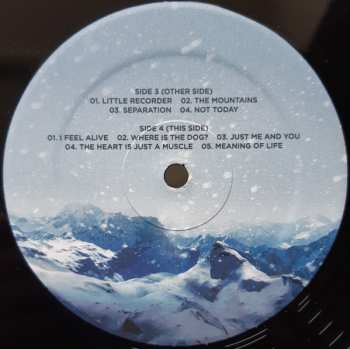 SIDE 3 (OTHER SIDE)
01. LITTLE RECORDER 02. THE MOUNTAINS
03. SEPARATION 04. NOT TODAY
SIDE 4 (THIS SIDE)
01. I FEEL ALIVE 02. WHERE IS THE DOG? 03. JUST ME AND YOU
04. THE HEART IS JUST A MUSCLE 05. MEANING OF LIFE